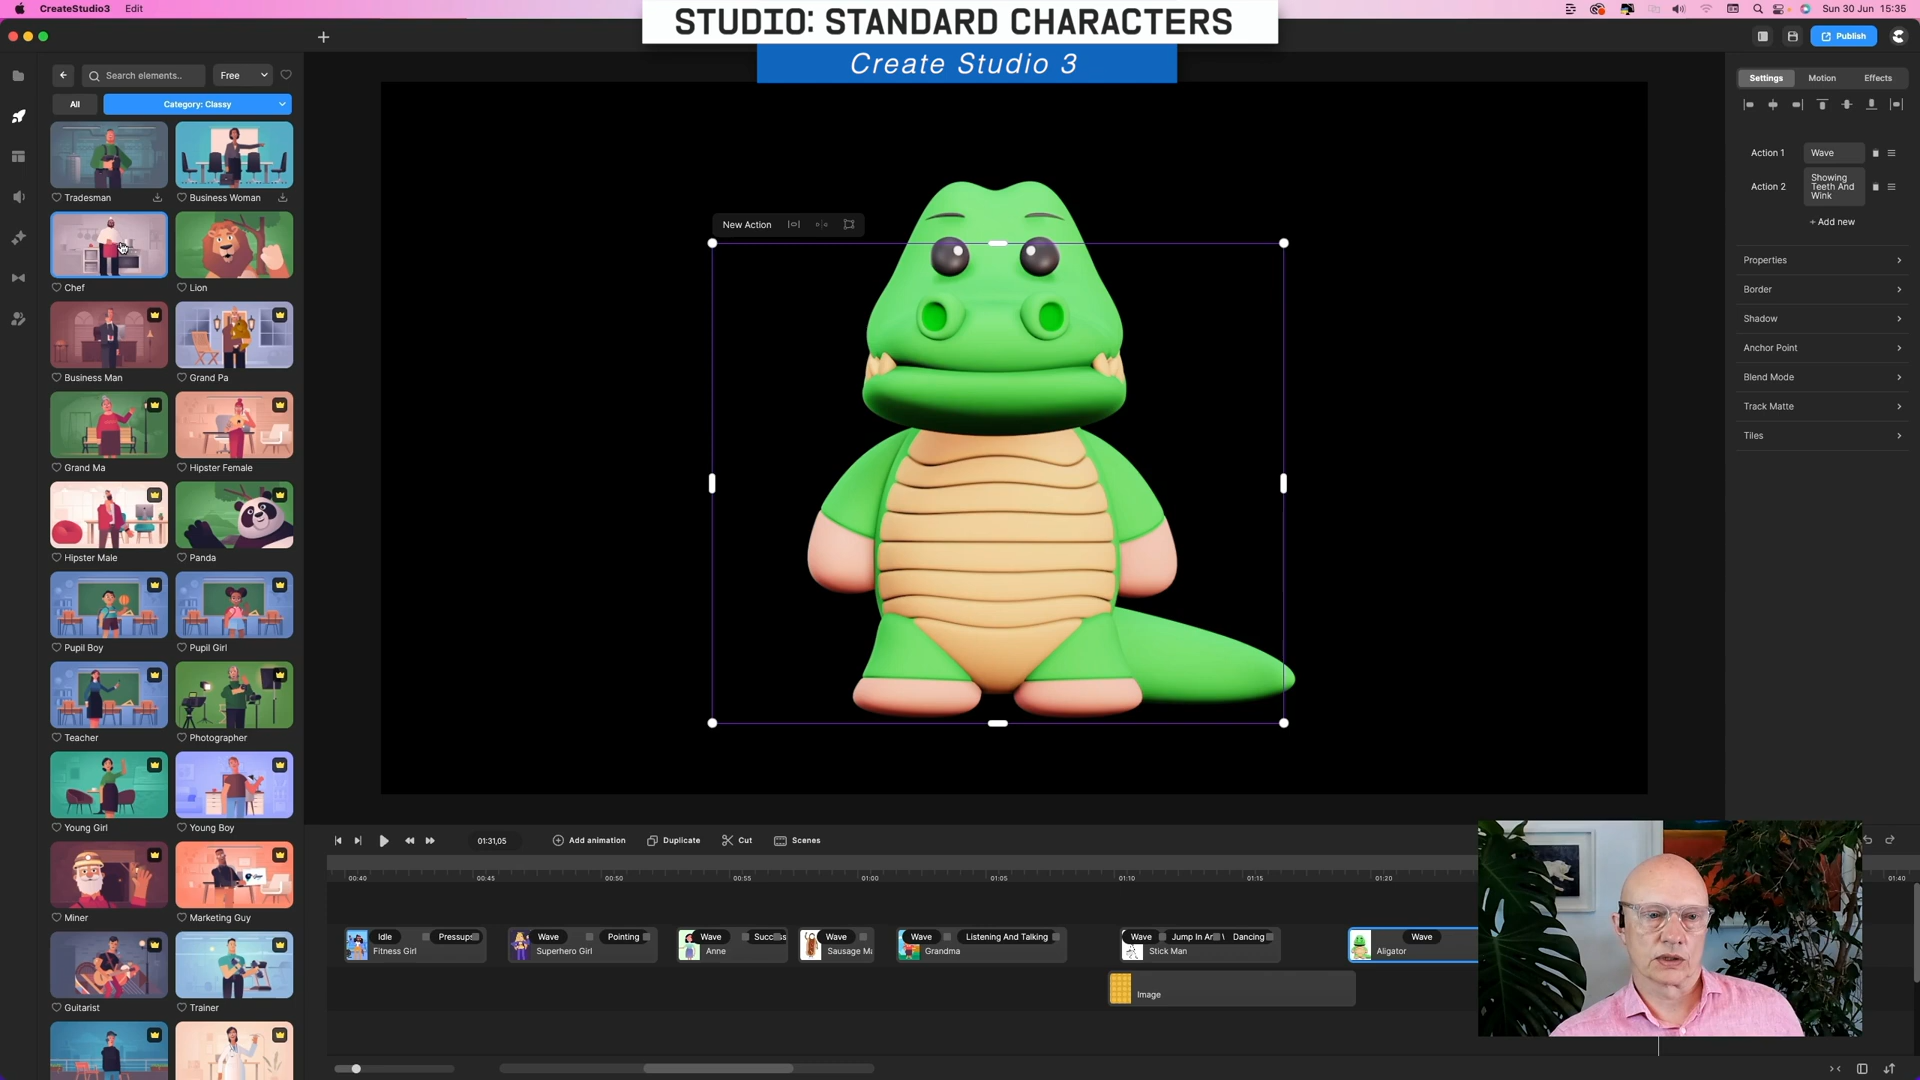 CreateStudio3 Edit
Sun 30 Jun 15:35
STUDIO: STANDARD CHARACTERS
Create Studio 3
Publish
Search elements..
Free
All
Category: Classy
Tradesman
Business Woman
Chef
Lion
Business Man
Grand Pa
Grand Ma
Hipster Female
Hipster Male
Panda
Pupil Boy
Pupil Girl
Teacher
Photographer
Young Girl
Young Boy
Miner
Marketing Guy
Guitarist
Trainer
New Action
Settings Motion Effects
Action 1 Wave
Action 2 Showing
Teeth And
Wink
+ Add new
Properties
Border
Shadow
Anchor Point
Blend Mode
Track Matte
Tiles
01:31,05
Add animation
Duplicate
Cut
Scenes
00:40 00:45 00:50 00:55 01:00 01:05 01:10 01:15 01:20 01:40
Idle Pressups
Fitness Girl
Wave Pointing
Superhero Girl
Wave Success
Anne
Wave
Sausage M
Wave Listening And Talking
Grandma
Wave Jump In Dancing
Stick Man
Wave
Aligator
Image